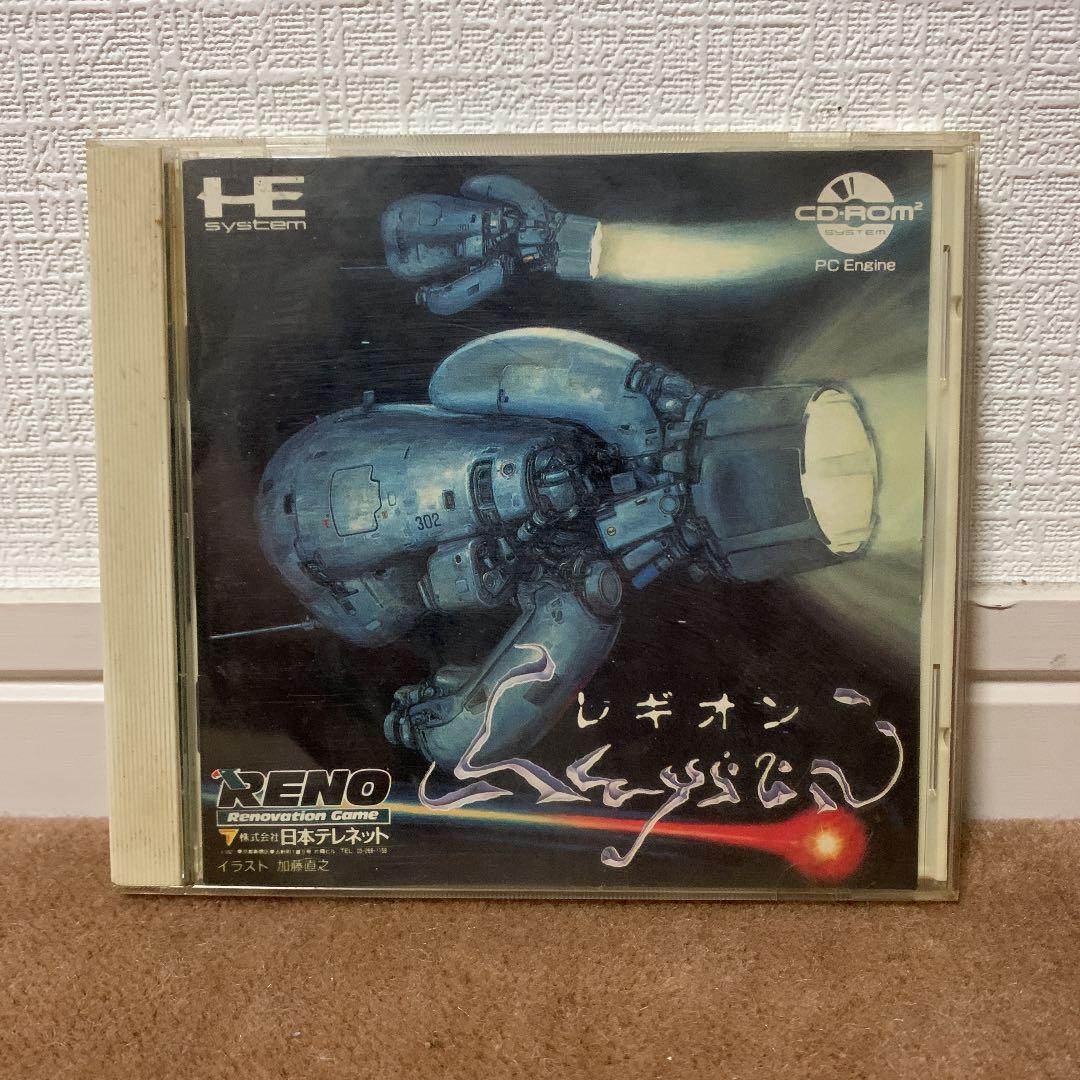 HE
system
CD-ROM²
SYSTEM
PC Engine
302
レギオン
RENO
Renovation Game
株式会社 日本テレネット
イラスト 加藤直之